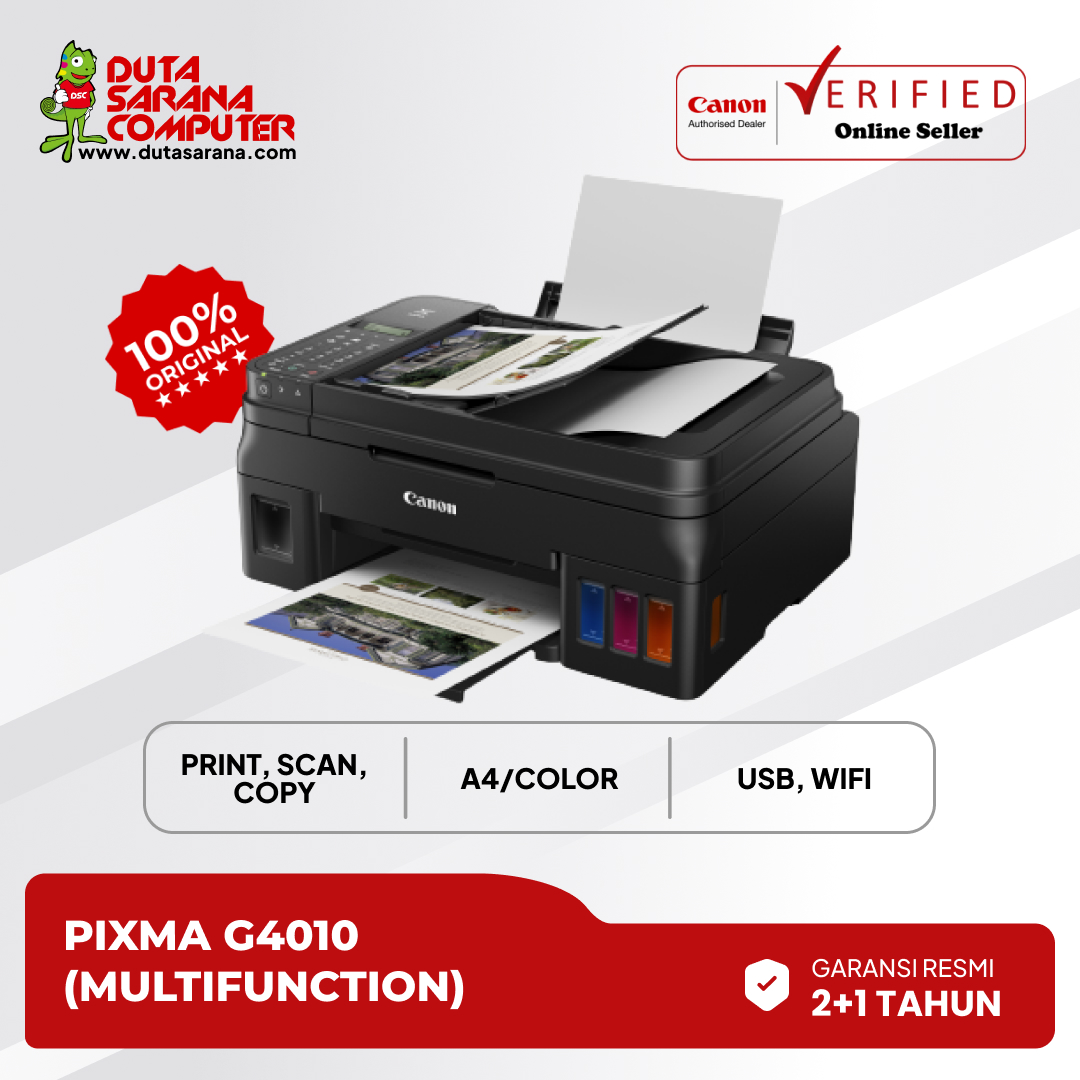 DUTA
SARANA
COMPUTER
DSC
www.dutasarana.com
Canon
Authorised Dealer
VERIFIED
Online Seller
100%
ORIGINAL
Canon
PRINT, SCAN,
COPY
A4/COLOR
USB, WIFI
PIXMA G4010
(MULTIFUNCTION)
GARANSI RESMI
2+1 TAHUN